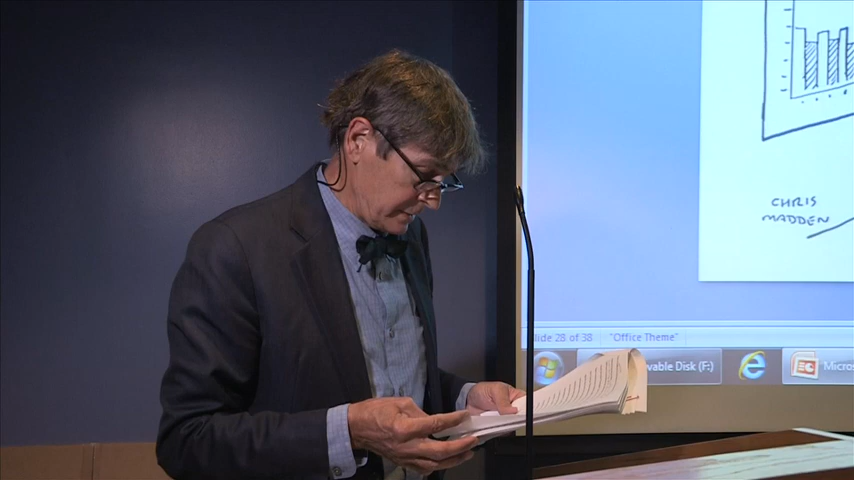 CHRIS
MADDEN
lide 28 of 38 "Office Theme"
vable Disk (F:)
Micros